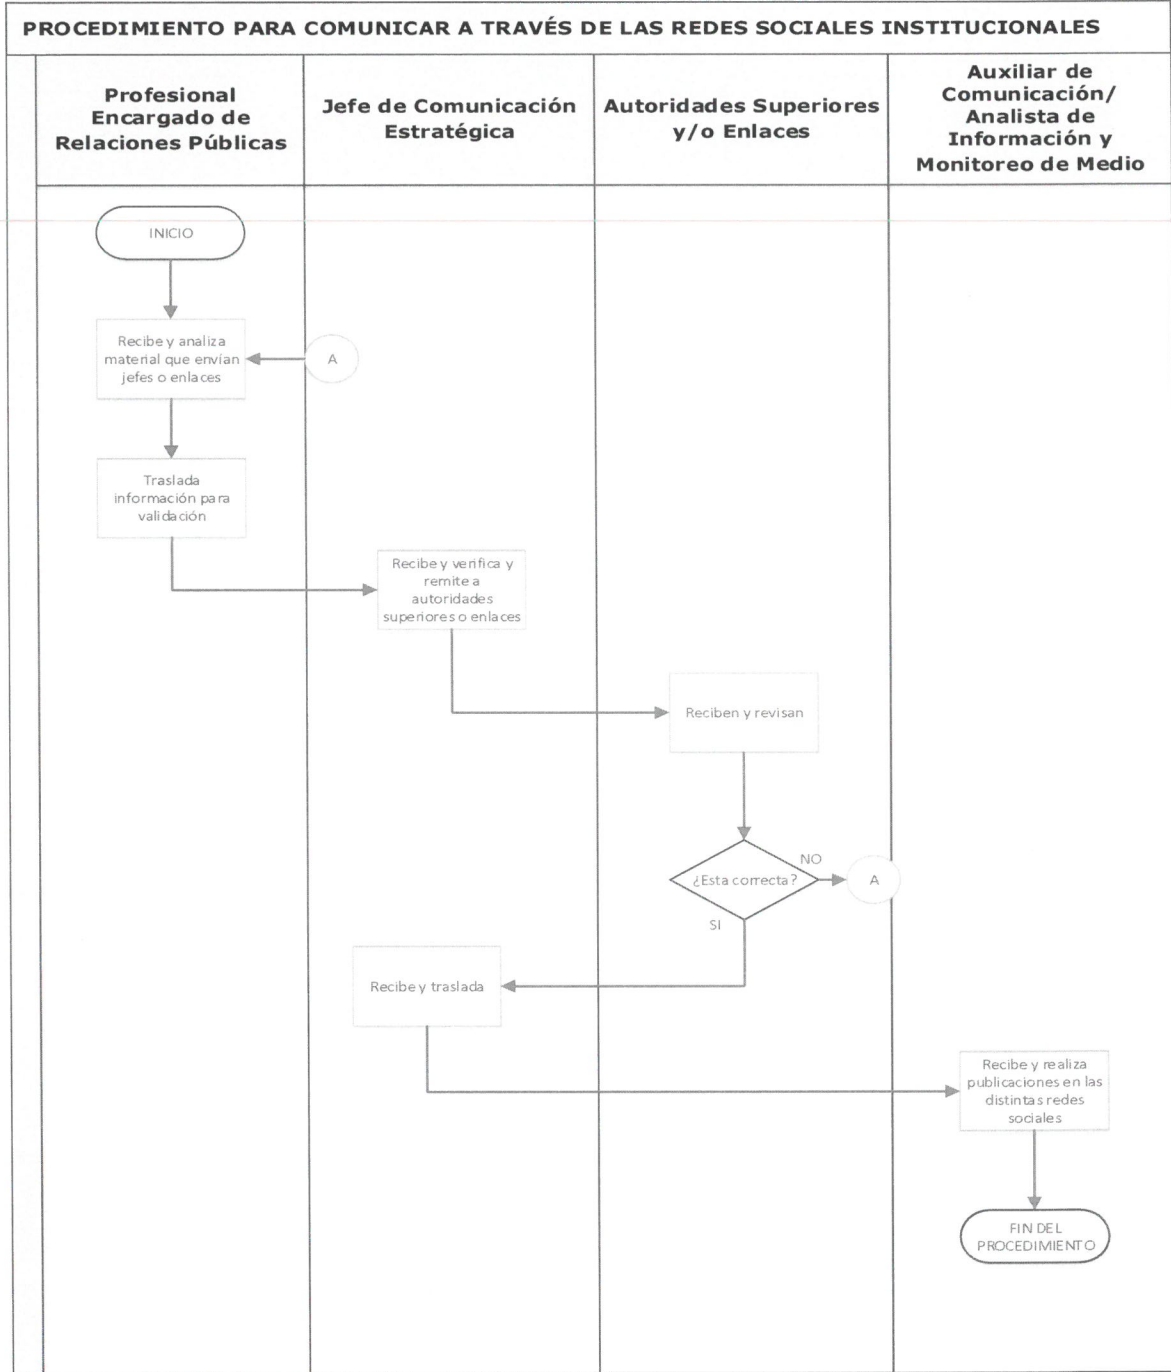 PROCEDIMIENTO PARA COMUNICAR A TRAVÉS DE LAS REDES SOCIALES INSTITUCIONALES
Profesional
Encargado de
Relaciones Públicas
Jefe de Comunicación
Estratégica
Autoridades Superiores
y/o Enlaces
Auxiliar de
Comunicación/
Analista de
Información y
Monitoreo de Medio
INICIO
Recibe y analiza
material que envían
jefes o enlaces
A
Traslada
información para
validación
Recibe y verifica y
remite a
autoridades
superiores o enlaces
Reciben y revisan
¿Esta correcta?
NO
A
SI
Recibe y traslada
Recibe y realiza
publicaciones en las
distintas redes
sociales
FIN DEL
PROCEDIMIENTO